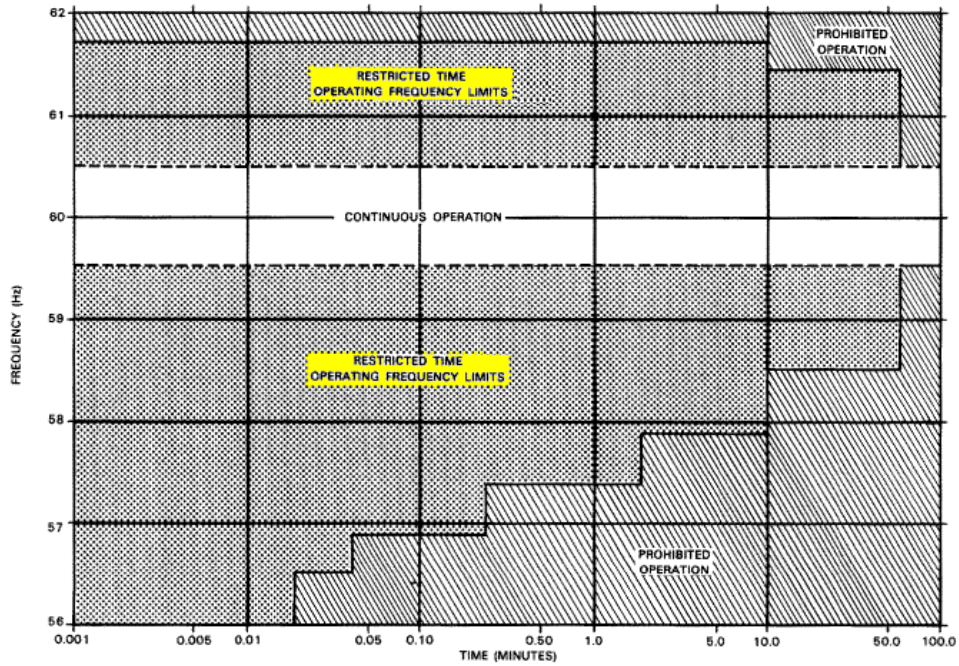 62
61
60
59
58
57
56
FREQUENCY (Hz)
PROHIBITED
OPERATION
RESTRICTED TIME
OPERATING FREQUENCY LIMITS
CONTINUOUS OPERATION
RESTRICTED TIME
OPERATING FREQUENCY LIMITS
PROHIBITED
OPERATION
0.001 0.005 0.01 0.05 0.10 0.50 1.0 5.0 10.0 50.0 100.0
TIME (MINUTES)